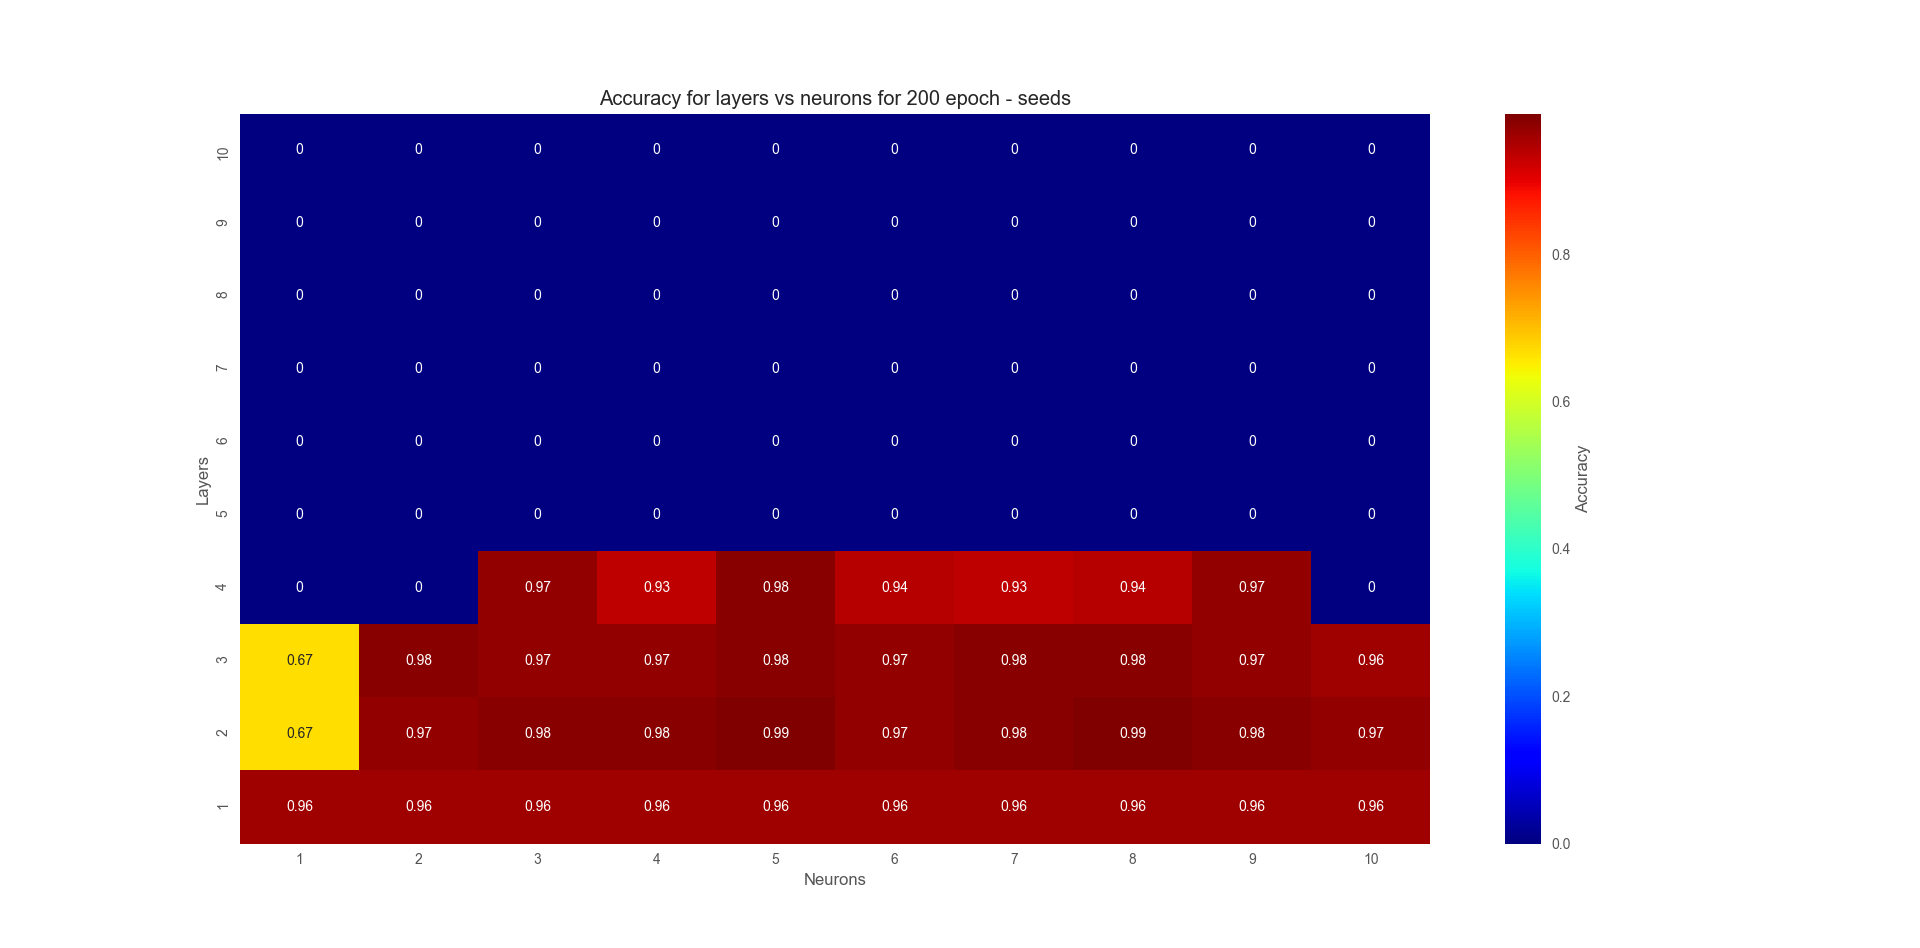 Accuracy for layers vs neurons for 200 epoch - seeds
10 0 0 0 0 0 0 0 0 0 0
9 0 0 0 0 0 0 0 0 0 0
8 0 0 0 0 0 0 0 0 0 0
7 0 0 0 0 0 0 0 0 0 0
6 0 0 0 0 0 0 0 0 0 0
5 0 0 0 0 0 0 0 0 0 0
4 0 0 0.97 0.93 0.98 0.94 0.93 0.94 0.97 0
3 0.67 0.98 0.97 0.97 0.98 0.97 0.98 0.98 0.97 0.96
2 0.67 0.97 0.98 0.98 0.99 0.97 0.98 0.99 0.98 0.97
1 0.96 0.96 0.96 0.96 0.96 0.96 0.96 0.96 0.96 0.96
1 2 3 4 5 6 7 8 9 10
Neurons
Layers
0.8
0.6
0.4
0.2
0.0
Accuracy